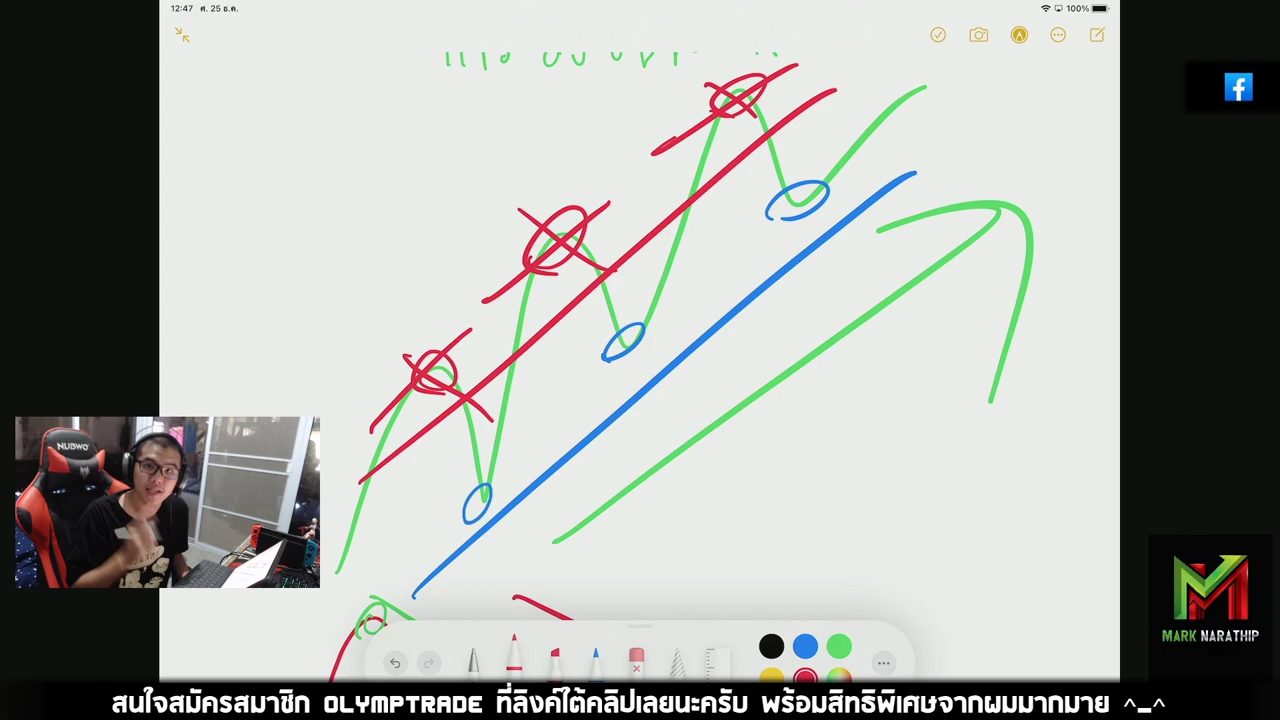 12:47 ศ. 25 ธ.ค.
100%
NUBWO
MARK NARATHIP
สนใจสมัครสมาชิก OLYMPTRADE ที่ลิงค์ใต้คลิปเลยนะครับ พร้อมสิทธิพิเศษจากผมมากมาย ^_^